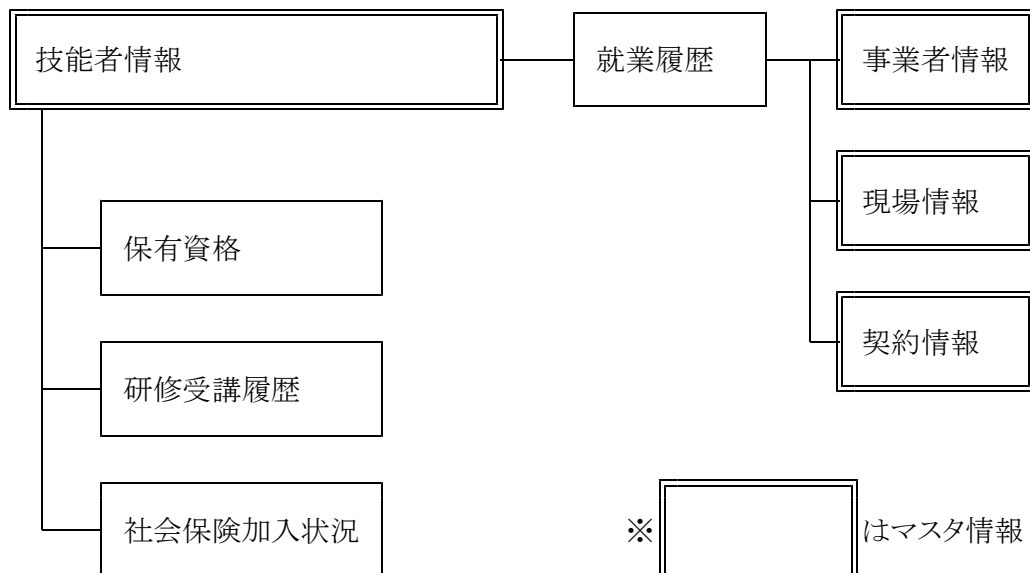 技能者情報
就業履歴
事業者情報
現場情報
保有資格
契約情報
研修受講履歴
社会保険加入状況
※ はマスタ情報